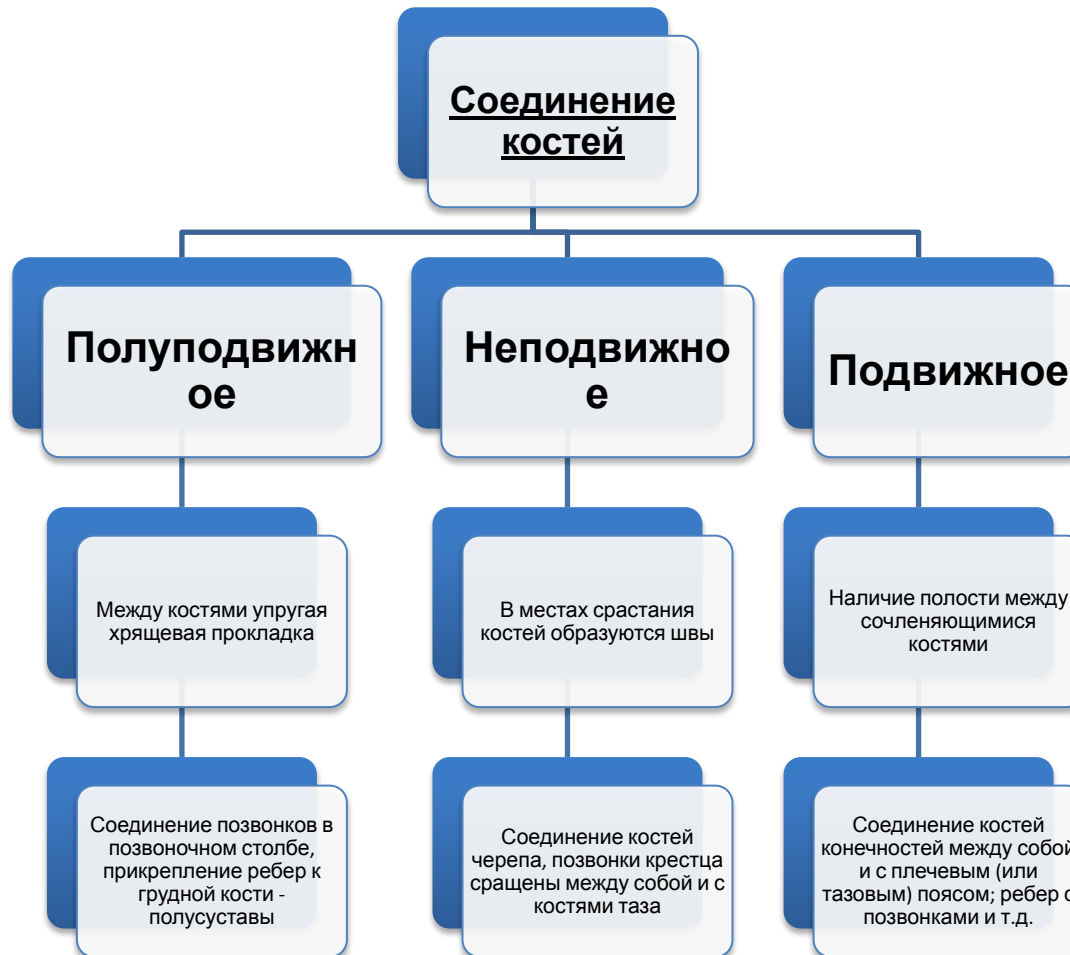 Соединение
костей
Полуподвижн
ое
Неподвижно
е
Подвижное
Между костями упругая
хрящевая прокладка
В местах срастания
костей образуются швы
Наличие полости между
сочленяющимися
костями
Соединение позвонков в
позвоночном столбе,
прикрепление ребер к
грудной кости -
полусуставы
Соединение костей
черепа, позвонки крестца
сращены между собой и с
костями таза
Соединение костей
конечностей между собой
и с плечевым (или
тазовым) поясом; ребер с
позвонками и т.д.